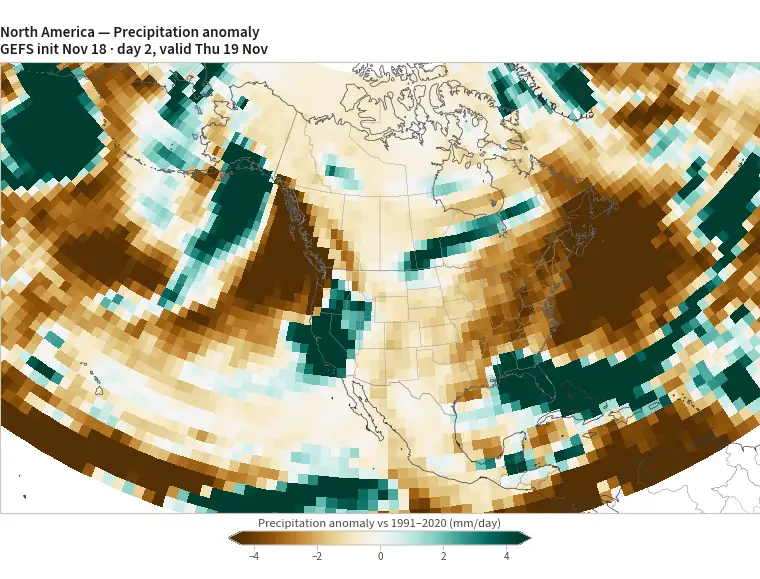 North America — Precipitation anomaly
GEFS init Nov 18 · day 2, valid Thu 19 Nov
Precipitation anomaly vs 1991–2020 (mm/day)
−4 −2 0 2 4